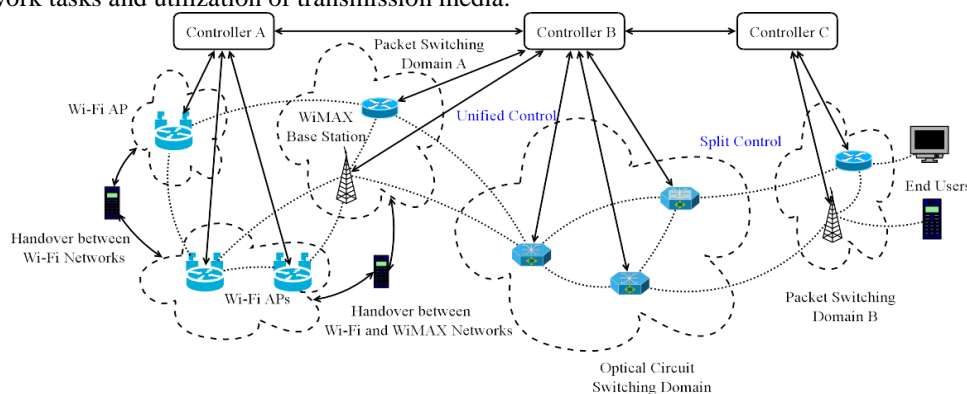 work tasks and utilization of transmission media.
Controller A
Controller B
Controller C
Packet Switching
Domain A
Wi-Fi AP
WiMAX
Base Station
Unified Control
Split Control
End Users
Handover between
Wi-Fi Networks
Wi-Fi APs
Handover between
Wi-Fi and WiMAX Networks
Packet Switching
Domain B
Optical Circuit
Switching Domain